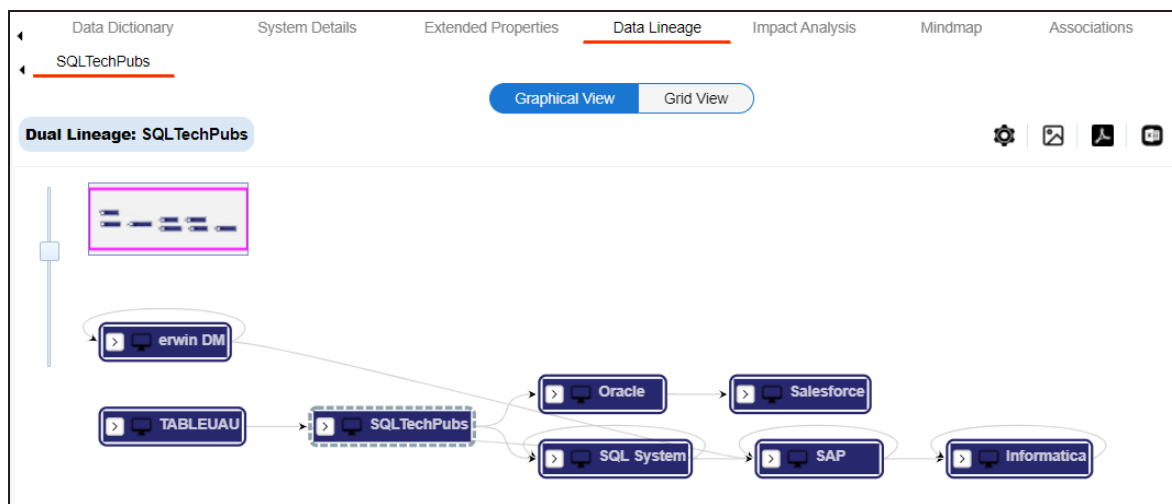 Data Dictionary System Details Extended Properties Data Lineage Impact Analysis Mindmap Associations
SQLTechPubs
Graphical View Grid View
Dual Lineage: SQLTechPubs
erwin DM
Oracle Salesforce
TABLEUAU SQLTechPubs
SQL System SAP Informatica